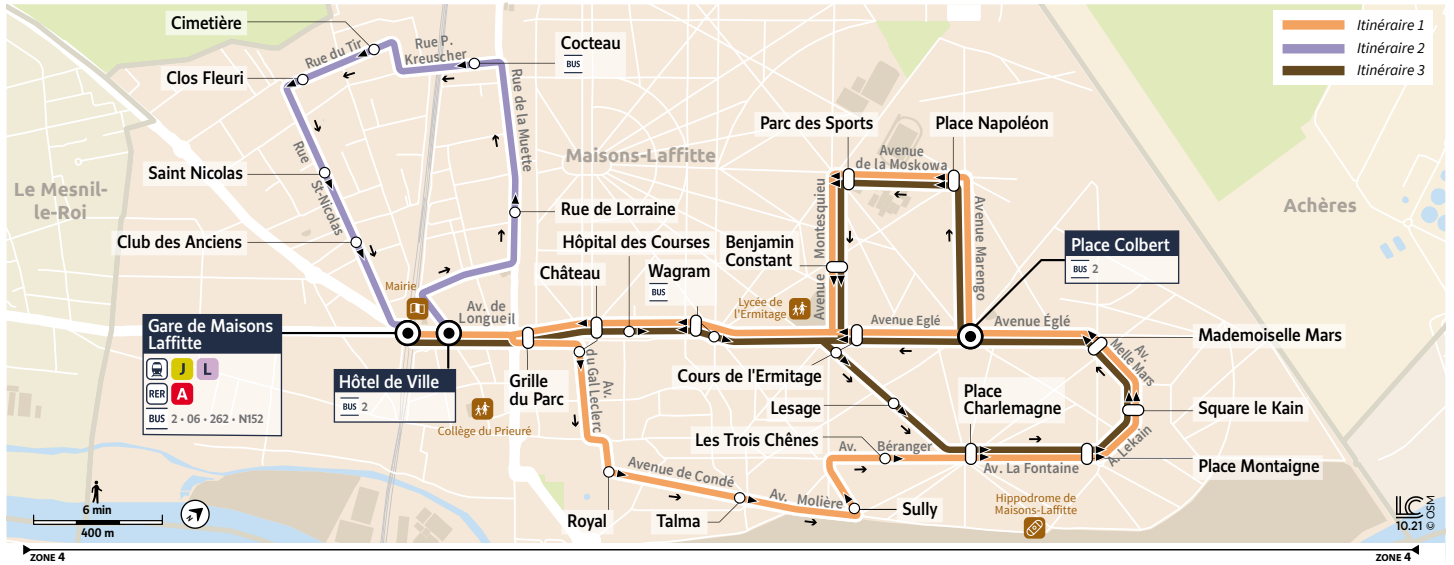 Cimetière
Rue du Tir
Rue P.
Kreuscher
Cocteau
BUS
Clos Fleuri
Rue de la Muette
Itinéraire 1
Itinéraire 2
Itinéraire 3
Parc des Sports
Place Napoléon
Avenue
de la Moskowa
Maisons-Laffitte
Saint Nicolas
Rue
St-Nicolas
Le Mesnil-
le-Roi
Achères
Rue de Lorraine
Club des Anciens
Hôpital des Courses
Benjamin
Constant
Avenue Montesquieu
Avenue Marengo
Place Colbert
BUS 2
Château
Wagram
BUS
Mairie
Lycée de
l'Ermitage
Av. de
Longueil
Avenue Eglé
Avenue Églé
Gare de Maisons
Laffitte
J L
RER A
BUS 2 • 06 • 262 • N152
Mademoiselle Mars
Av.
Melle Mars
Hôtel de Ville
BUS 2
Grille
du Parc
Av.
du Gal Leclerc
Cours de l'Ermitage
Place
Charlemagne
Lesage
Square le Kain
Collège du Prieuré
Les Trois Chênes
Av. Béranger
A. Lekain
Avenue de Condé
Av. La Fontaine
Place Montaigne
Av. Molière
Royal
Talma
Sully
Hippodrome de
Maisons-Laffitte
6 min
400 m
LC
10.21
© OSM
ZONE 4
ZONE 4